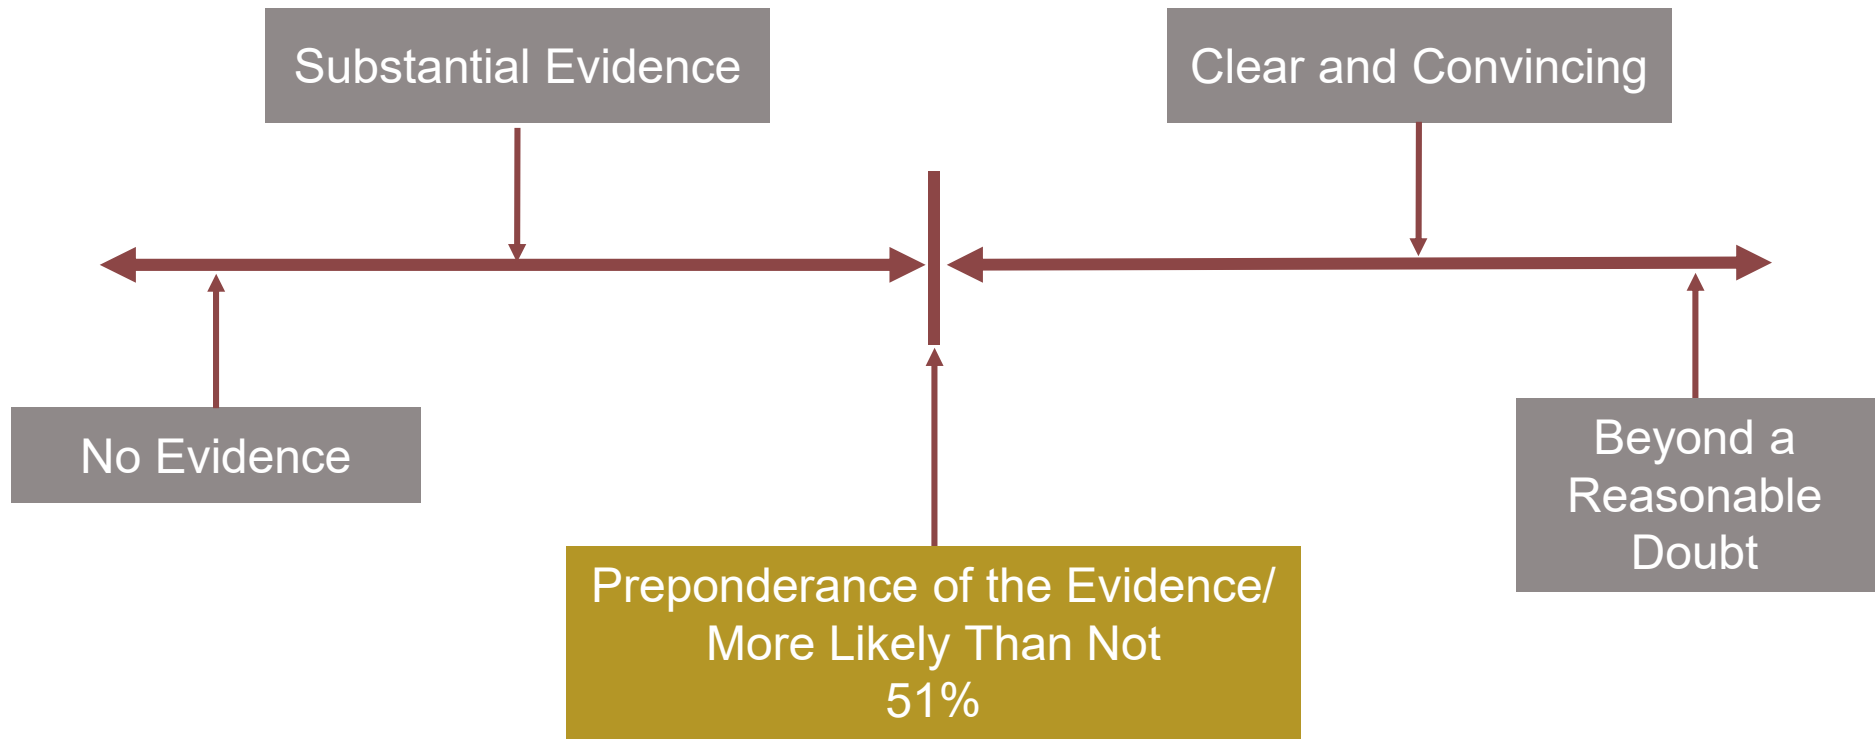 Substantial Evidence
Clear and Convincing
No Evidence
Beyond a
Reasonable
Doubt
Preponderance of the Evidence/
More Likely Than Not
51%